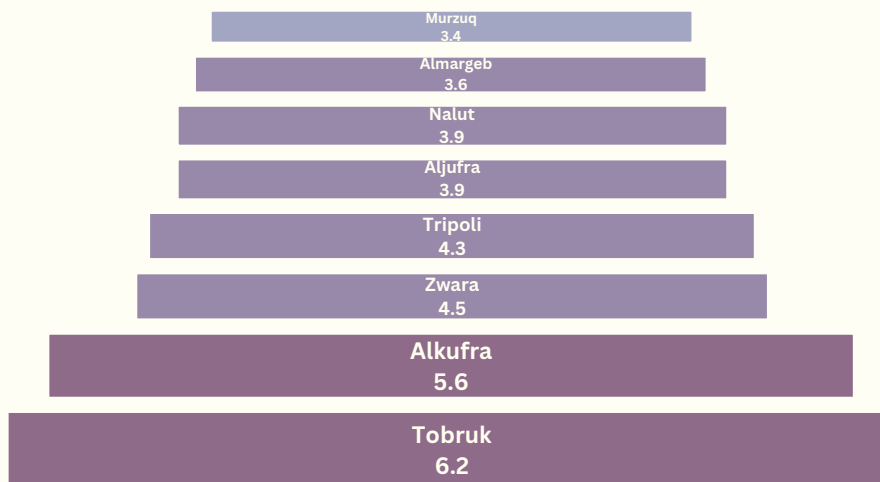 Murzuq
3.4
Almargeb
3.6
Nalut
3.9
Aljufra
3.9
Tripoli
4.3
Zwara
4.5
Alkufra
5.6
Tobruk
6.2